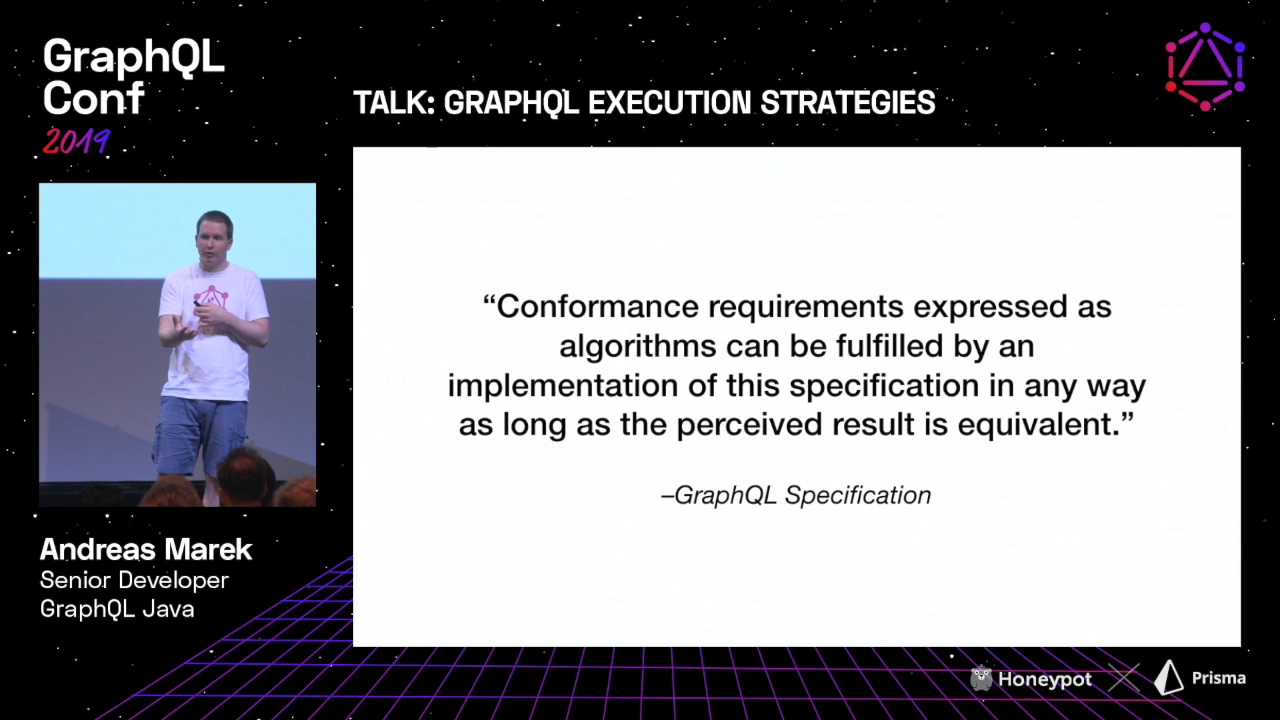 GraphQL
Conf
2019
TALK: GRAPHQL EXECUTION STRATEGIES
“Conformance requirements expressed as
algorithms can be fulfilled by an
implementation of this specification in any way
as long as the perceived result is equivalent.”
–GraphQL Specification
Andreas Marek
Senior Developer
GraphQL Java
Honeypot
Prisma